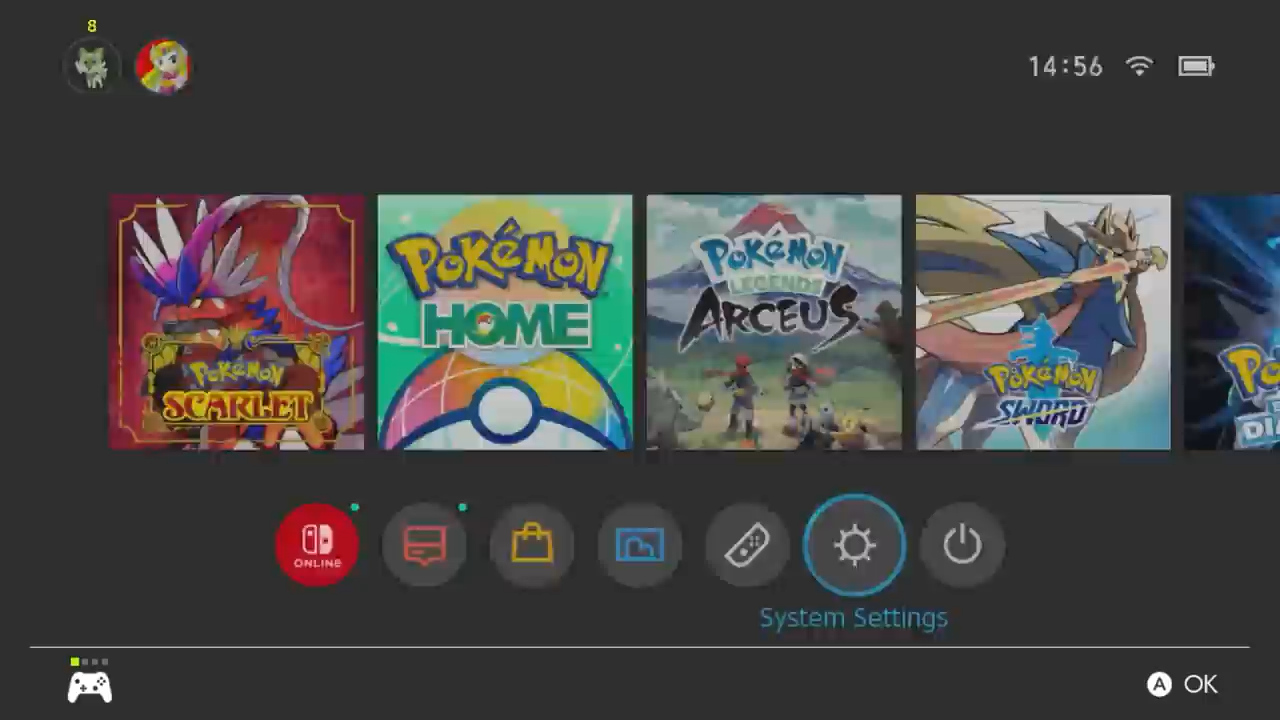 8
14:56
POKÉMON
SCARLET
POKÉMON
HOME
POKÉMON
LEGENDS
ARCEUS
POKÉMON
SWORD
ONLINE
System Settings
A OK